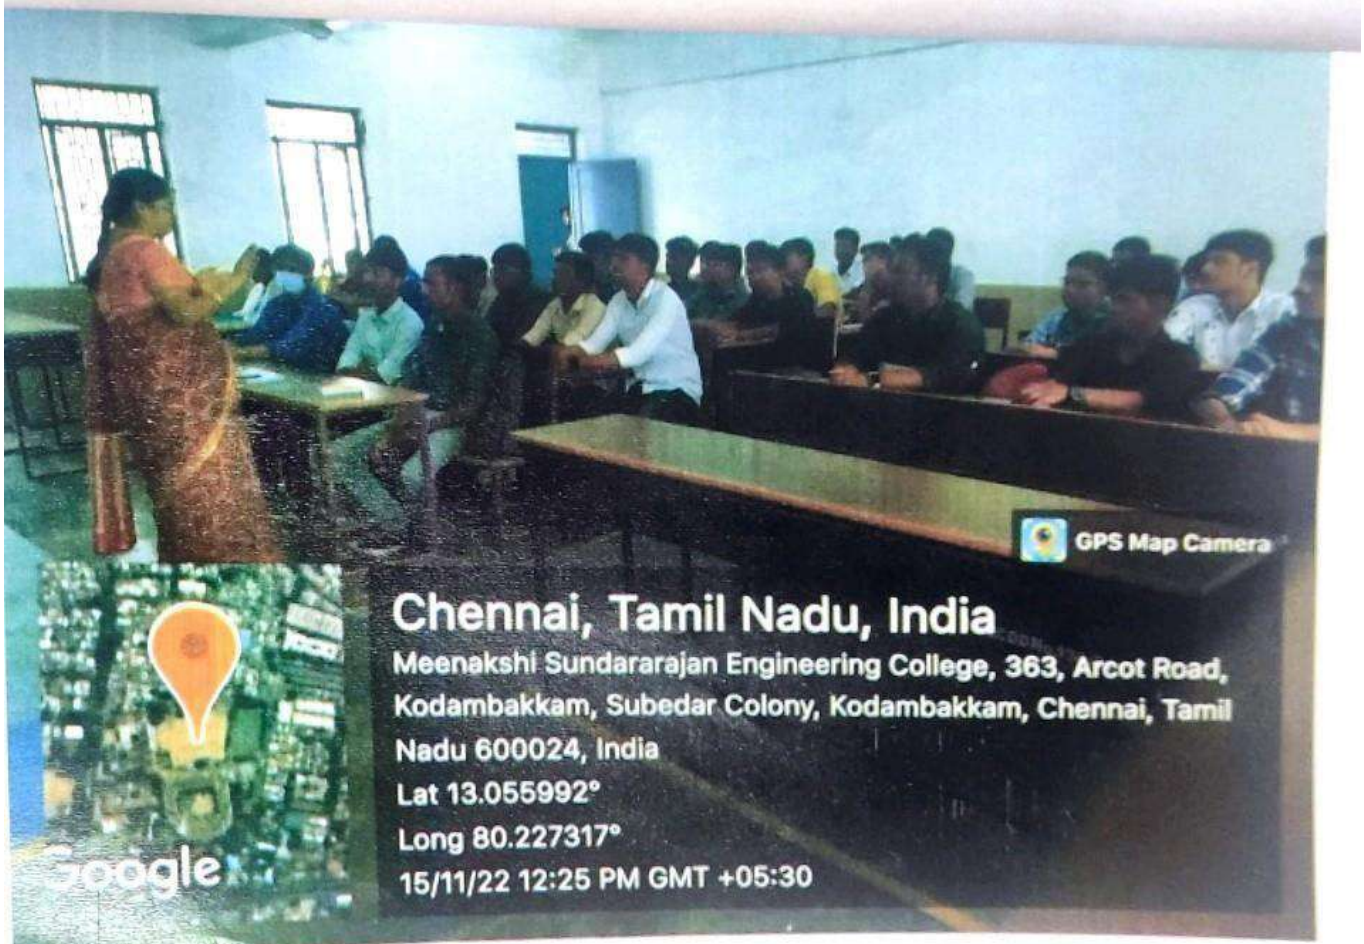 GPS Map Camera
Chennai, Tamil Nadu, India
Meenakshi Sundararajan Engineering College, 363, Arcot Road,
Kodambakkam, Subedar Colony, Kodambakkam, Chennai, Tamil
Nadu 600024, India
Lat 13.055992°
Long 80.227317°
15/11/22 12:25 PM GMT +05:30
Google